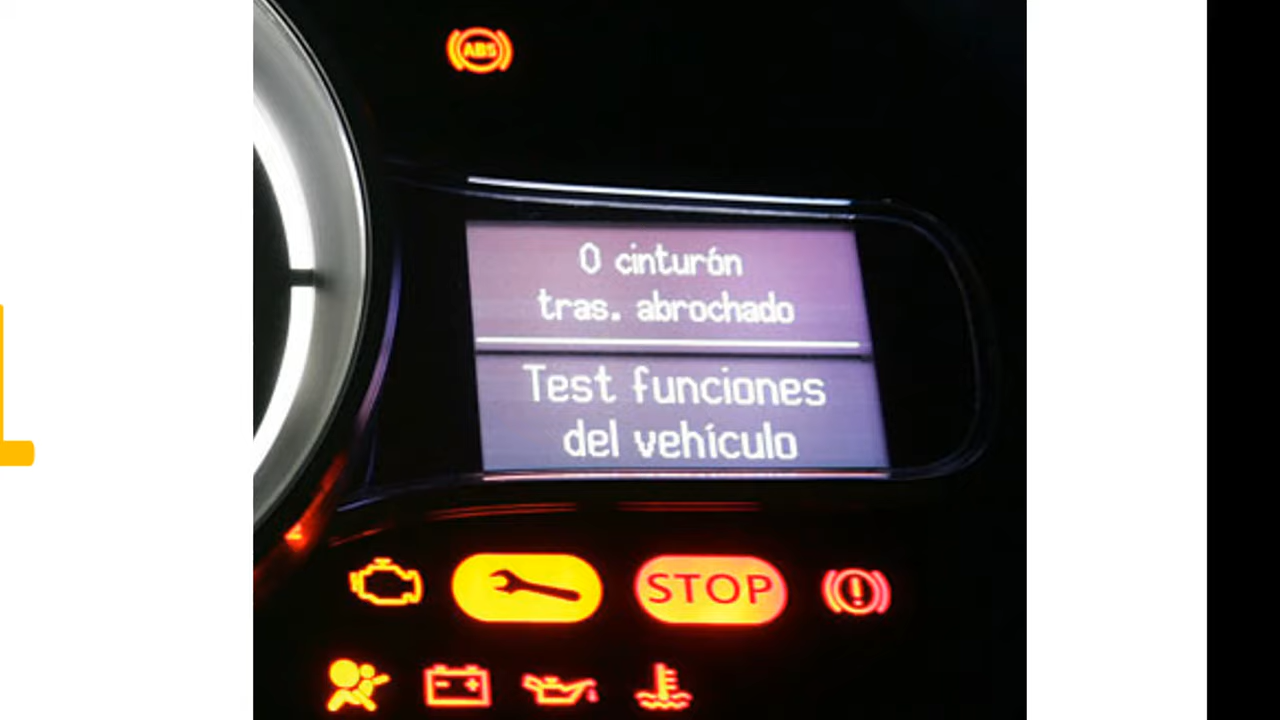 ABS
0 cinturón
tras. abrochado
Test funciones
del vehículo
STOP